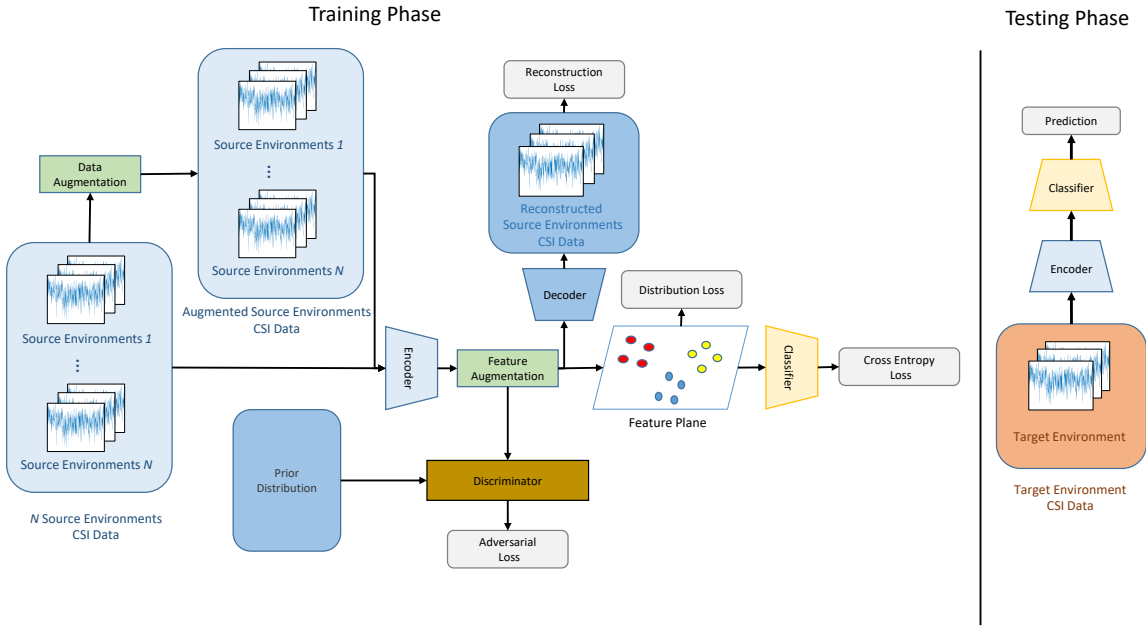 Training Phase
Testing Phase
Data
Augmentation
Source Environments 1
⋮
Source Environments N
Augmented Source Environments
CSI Data
Source Environments 1
⋮
Source Environments N
N Source Environments
CSI Data
Reconstruction
Loss
Reconstructed
Source Environments
CSI Data
Decoder
Distribution Loss
Encoder
Feature
Augmentation
Feature Plane
Classifier
Cross Entropy
Loss
Prior
Distribution
Discriminator
Adversarial
Loss
Prediction
Classifier
Encoder
Target Environment
Target Environment
CSI Data